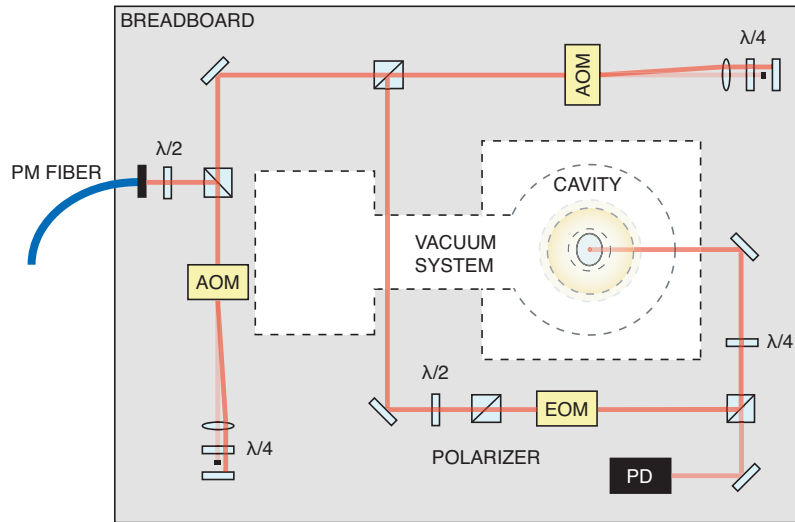 BREADBOARD
AOM
λ/4
λ/2
PM FIBER
CAVITY
VACUUM
SYSTEM
AOM
λ/4
λ/2
EOM
λ/4
POLARIZER
PD